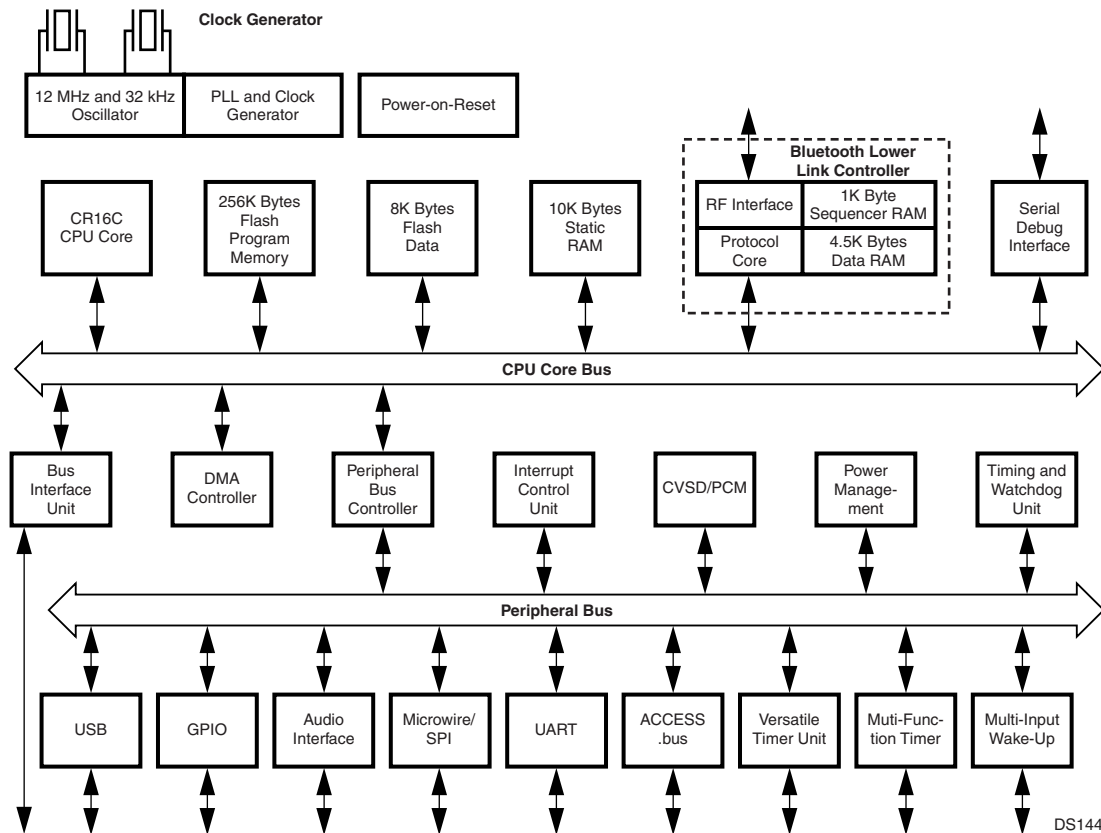 Clock Generator
12 MHz and 32 kHz
Oscillator
PLL and Clock
Generator
Power-on-Reset
Bluetooth Lower
Link Controller
CR16C
CPU Core
256K Bytes
Flash
Program
Memory
8K Bytes
Flash
Data
10K Bytes
Static
RAM
RF Interface
1K Byte
Sequencer RAM
Protocol
Core
4.5K Bytes
Data RAM
Serial
Debug
Interface
CPU Core Bus
Bus
Interface
Unit
DMA
Controller
Peripheral
Bus
Controller
Interrupt
Control
Unit
CVSD/PCM
Power
Manage-
ment
Timing and
Watchdog
Unit
Peripheral Bus
USB
GPIO
Audio
Interface
Microwire/
SPI
UART
ACCESS
.bus
Versatile
Timer Unit
Muti-Func-
tion Timer
Multi-Input
Wake-Up
DS144